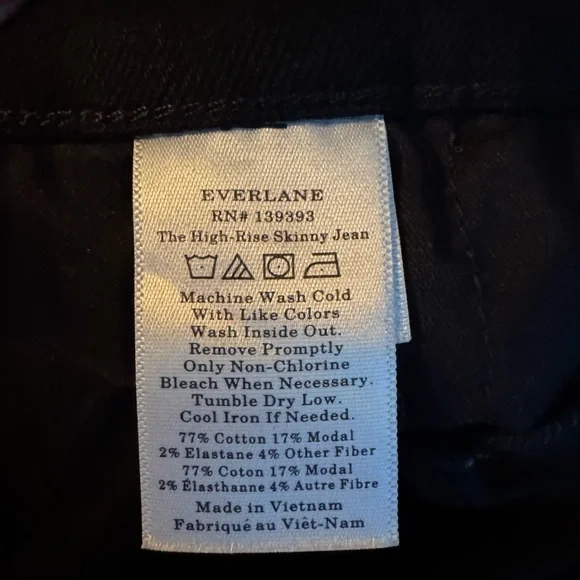 EVERLANE
RN# 139393
The High-Rise Skinny Jean
Machine Wash Cold
With Like Colors
Wash Inside Out.
Remove Promptly
Only Non-Chlorine
Bleach When Necessary.
Tumble Dry Low.
Cool Iron If Needed.
77% Cotton 17% Modal
2% Elastane 4% Other Fiber
77% Coton 17% Modal
2% Élasthanne 4% Autre Fibre
Made in Vietnam
Fabriqué au Viêt-Nam